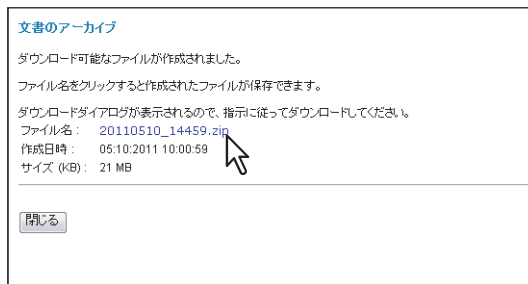 文書のアーカイブ
ダウンロード可能なファイルが作成されました。
ファイル名をクリックすると作成されたファイルが保存できます。
ダウンロードダイアログが表示されるので、指示に従ってダウンロードしてください。
ファイル名： 20110510_14459.zip
作成日時： 05:10:2011 10:00:59
サイズ (KB)： 21 MB
閉じる